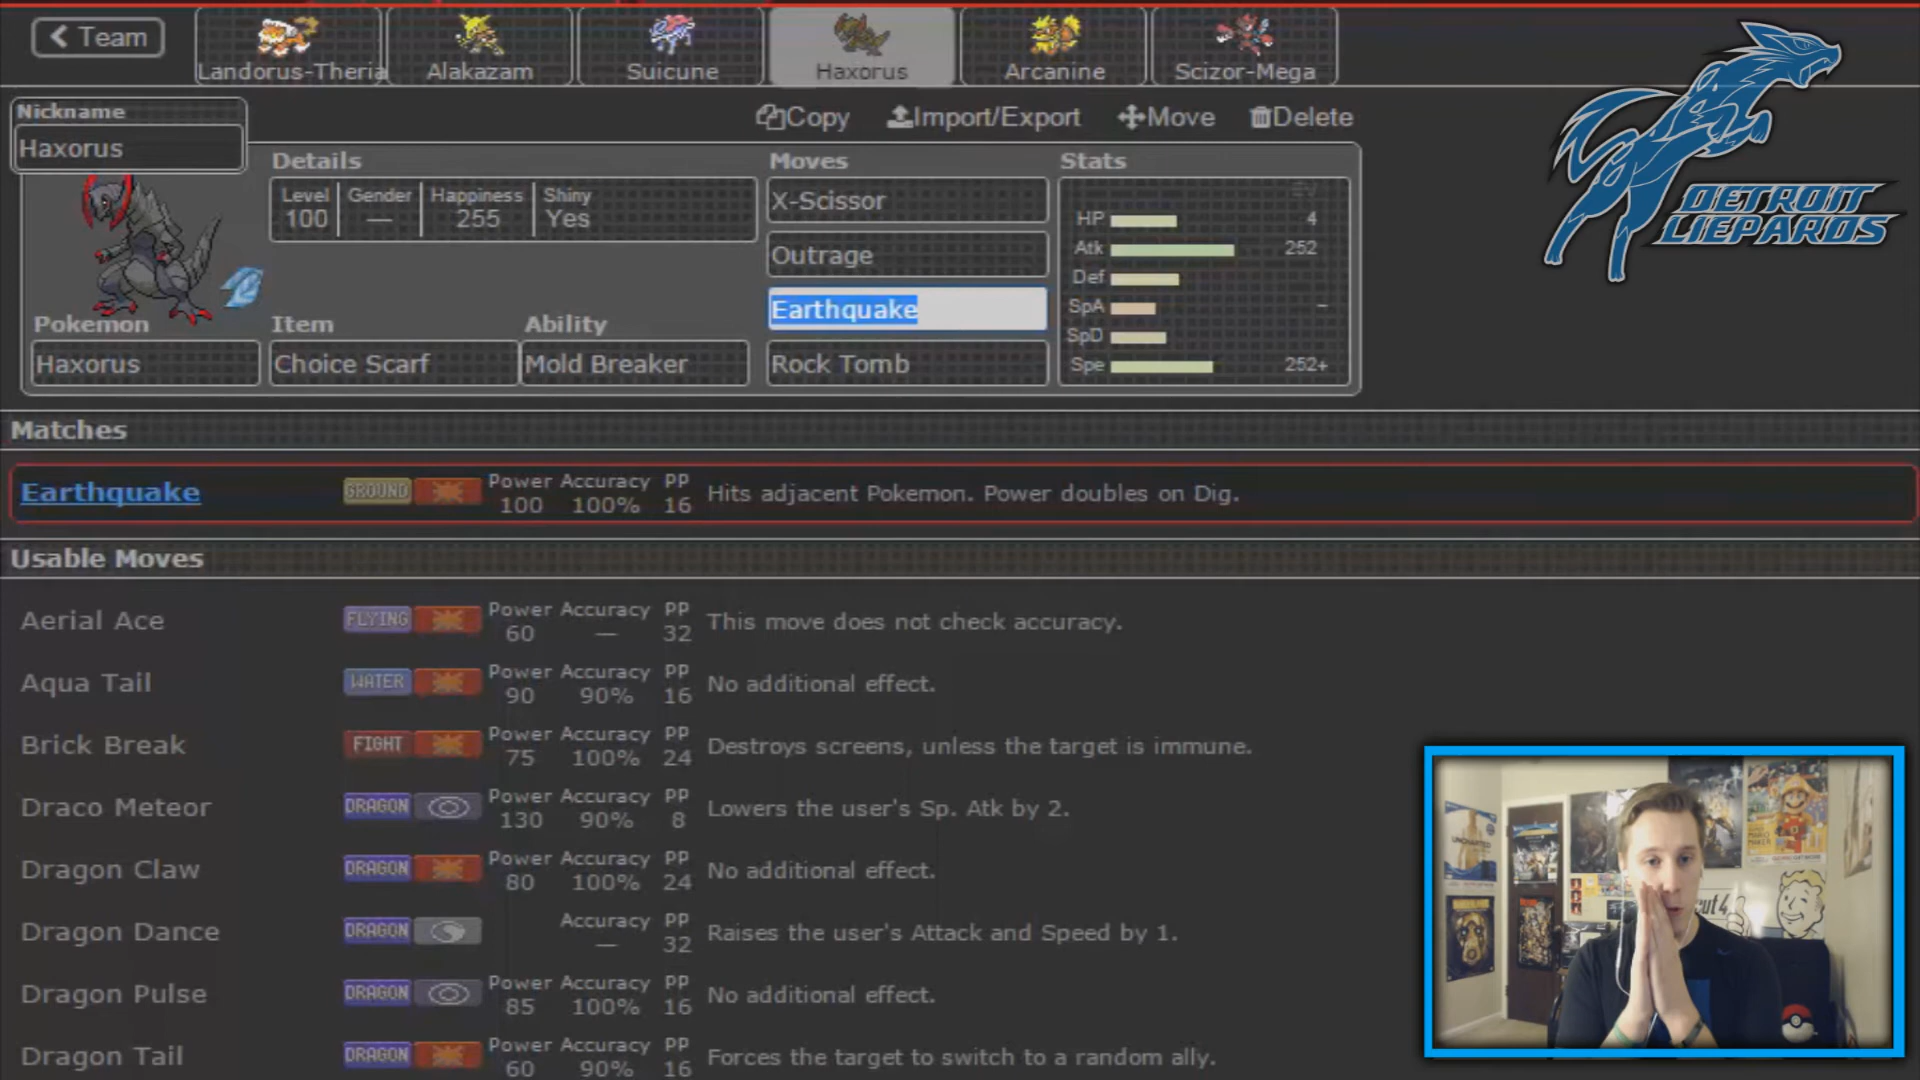 Team
Landorus-Theria
Alakazam
Suicune
Haxorus
Arcanine
Scizor-Mega
Nickname
Haxorus
Copy
Import/Export
Move
Delete
DETROIT
LIEPARDS
Details
Level Gender Happiness Shiny
100 — 255 Yes
Pokemon
Haxorus
Item
Choice Scarf
Ability
Mold Breaker
Moves
X-Scissor
Outrage
Earthquake
Rock Tomb
Stats
EV
HP 4
Atk 252
Def
SpA –
SpD
Spe 252+
Matches
Earthquake GROUND Power Accuracy PP
100 100% 16 Hits adjacent Pokemon. Power doubles on Dig.
Usable Moves
Aerial Ace FLYING Power Accuracy PP
60 — 32 This move does not check accuracy.
Aqua Tail WATER Power Accuracy PP
90 90% 16 No additional effect.
Brick Break FIGHT Power Accuracy PP
75 100% 24 Destroys screens, unless the target is immune.
Draco Meteor DRAGON Power Accuracy PP
130 90% 8 Lowers the user's Sp. Atk by 2.
Dragon Claw DRAGON Power Accuracy PP
80 100% 24 No additional effect.
Dragon Dance DRAGON Accuracy PP
— 32 Raises the user's Attack and Speed by 1.
Dragon Pulse DRAGON Power Accuracy PP
85 100% 16 No additional effect.
Dragon Tail DRAGON Power Accuracy PP
60 90% 16 Forces the target to switch to a random ally.
UNCHARTED